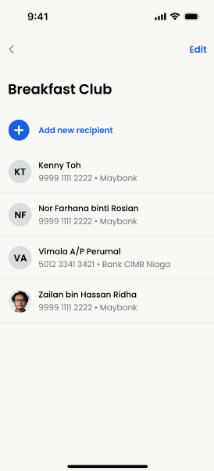 9:41
Edit
Breakfast Club
Add new recipient
KT
Kenny Toh
9999 1111 2222 • Maybank
NF
Nor Farhana binti Roslan
9999 1111 2222 • Maybank
VA
Vimala A/P Perumal
5012 3341 3421 • Bank CIMB Niaga
Zailan bin Hassan Ridha
9999 1111 2222 • Maybank